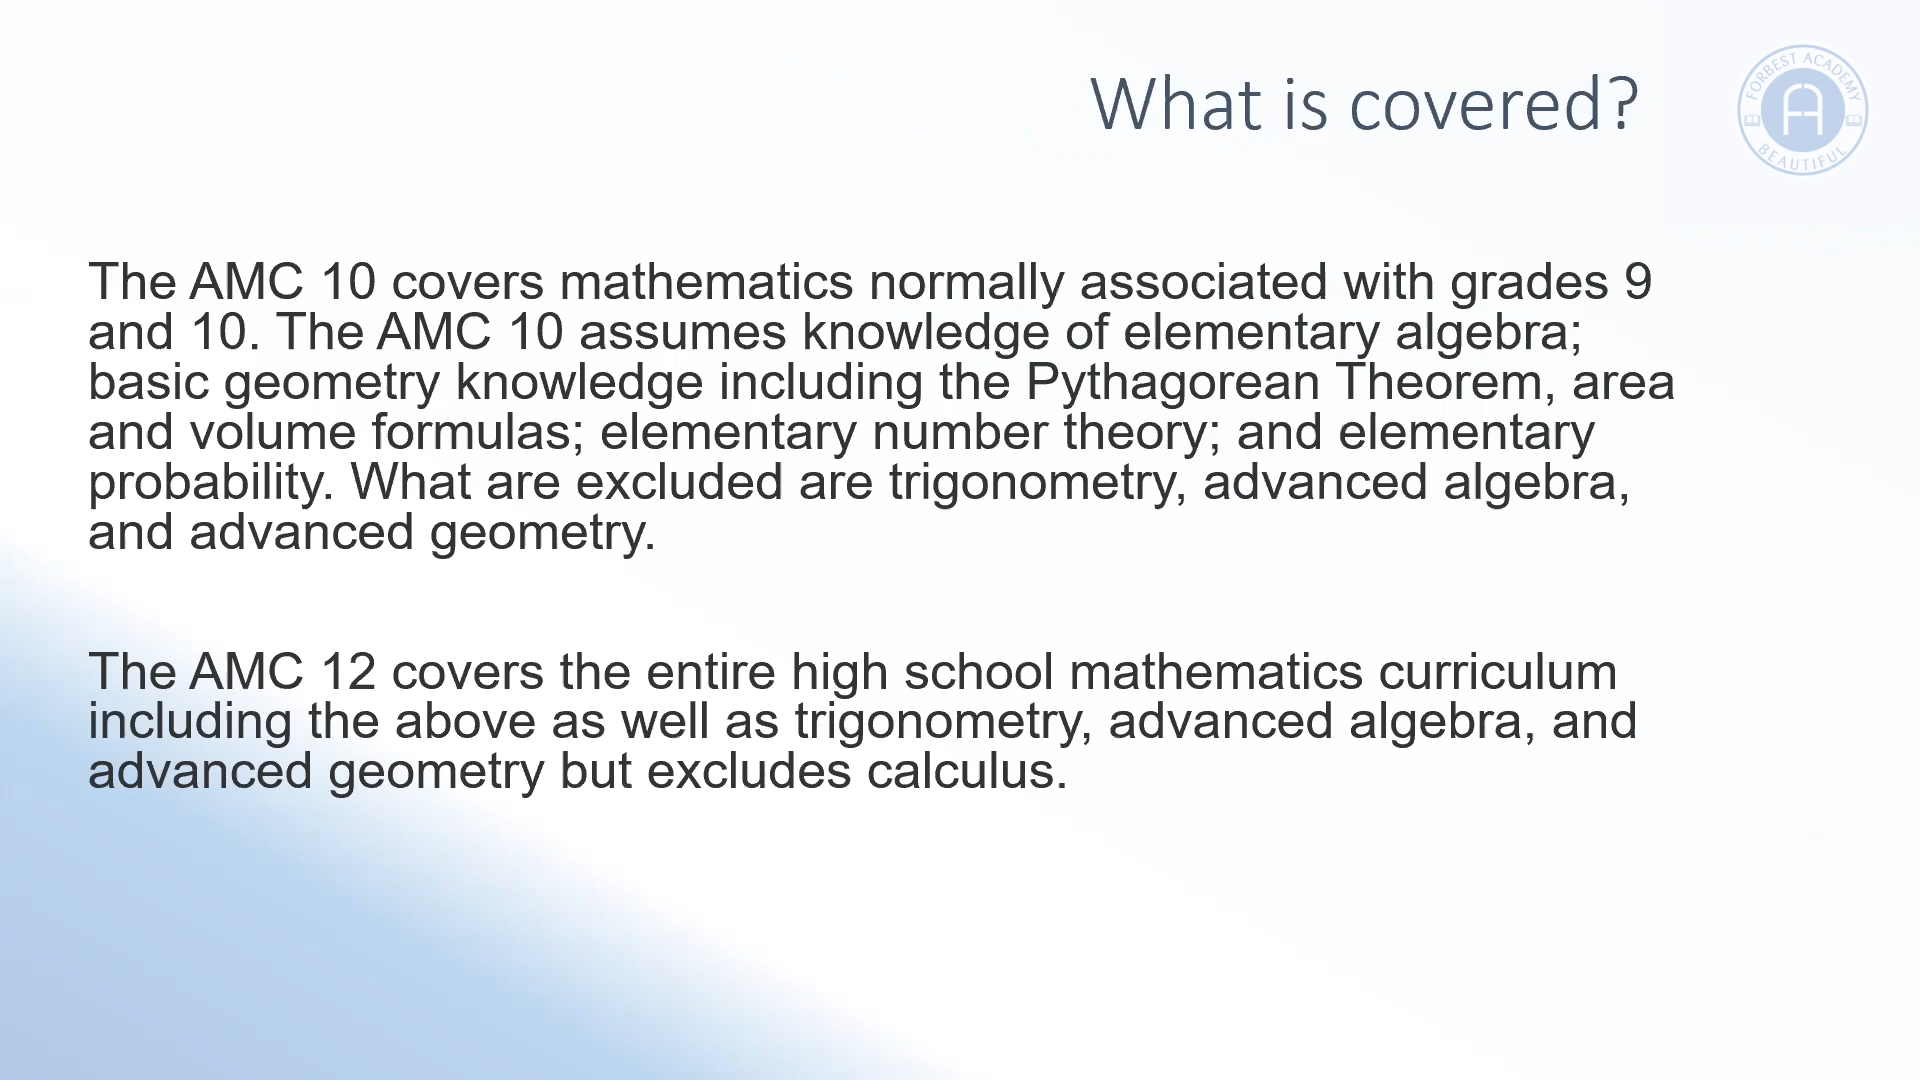 What is covered?
FORBEST ACADEMY
A
BEAUTIFUL
The AMC 10 covers mathematics normally associated with grades 9
and 10. The AMC 10 assumes knowledge of elementary algebra;
basic geometry knowledge including the Pythagorean Theorem, area
and volume formulas; elementary number theory; and elementary
probability. What are excluded are trigonometry, advanced algebra,
and advanced geometry.
The AMC 12 covers the entire high school mathematics curriculum
including the above as well as trigonometry, advanced algebra, and
advanced geometry but excludes calculus.